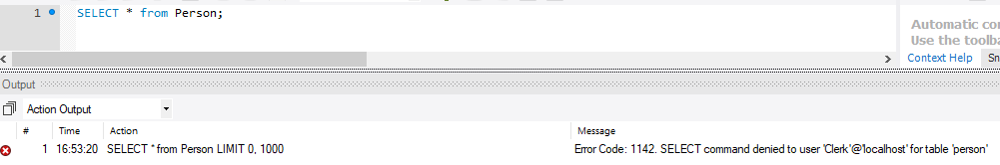 1 SELECT * from Person;
Automatic co
Use the toolba
Context Help Sn
Output
Action Output
# Time Action Message
1 16:53:20 SELECT * from Person LIMIT 0, 1000 Error Code: 1142. SELECT command denied to user 'Clerk'@'localhost' for table 'person'